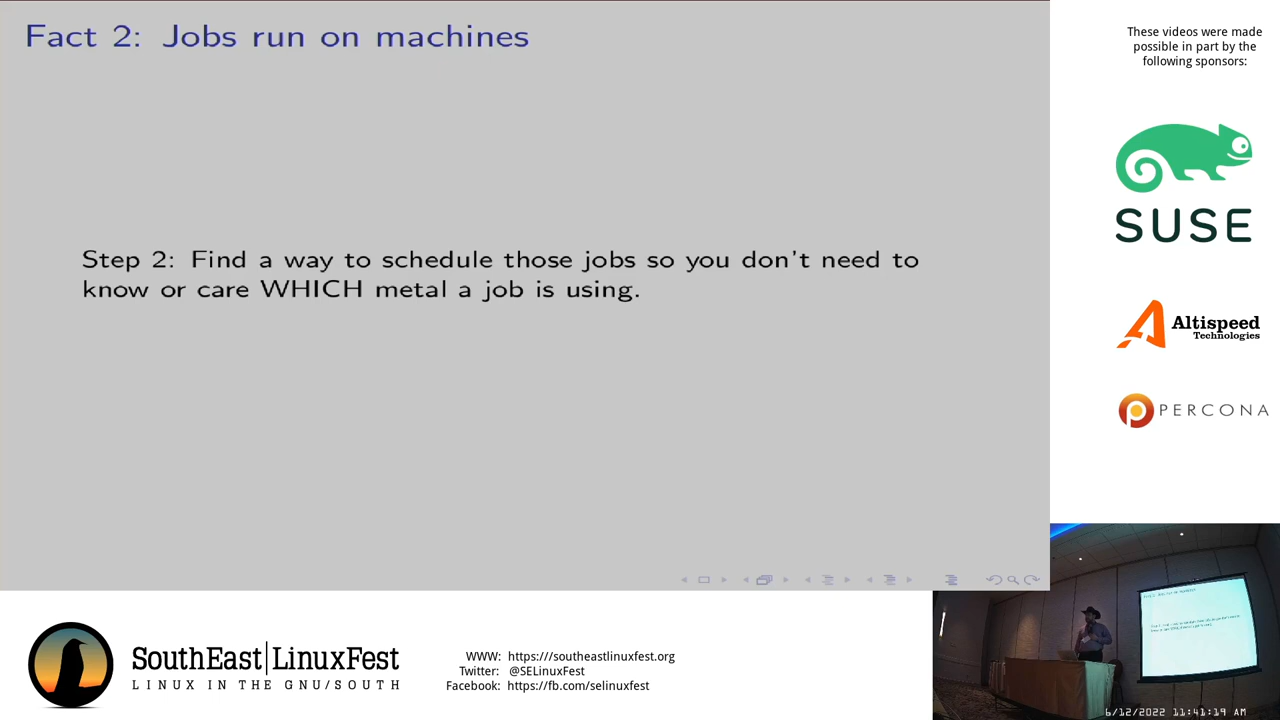 Fact 2: Jobs run on machines
Step 2: Find a way to schedule those jobs so you don't need to
know or care WHICH metal a job is using.
These videos were made
possible in part by the
following sponsors:
SUSE
Altispeed
Technologies
PERCONA
SouthEast LinuxFest
LINUX IN THE GNU/SOUTH
WWW: https:///southeastlinuxfest.org
Twitter: @SELinuxFest
Facebook: https://fb.com/selinuxfest
6/12/2022 11:41:19 AM